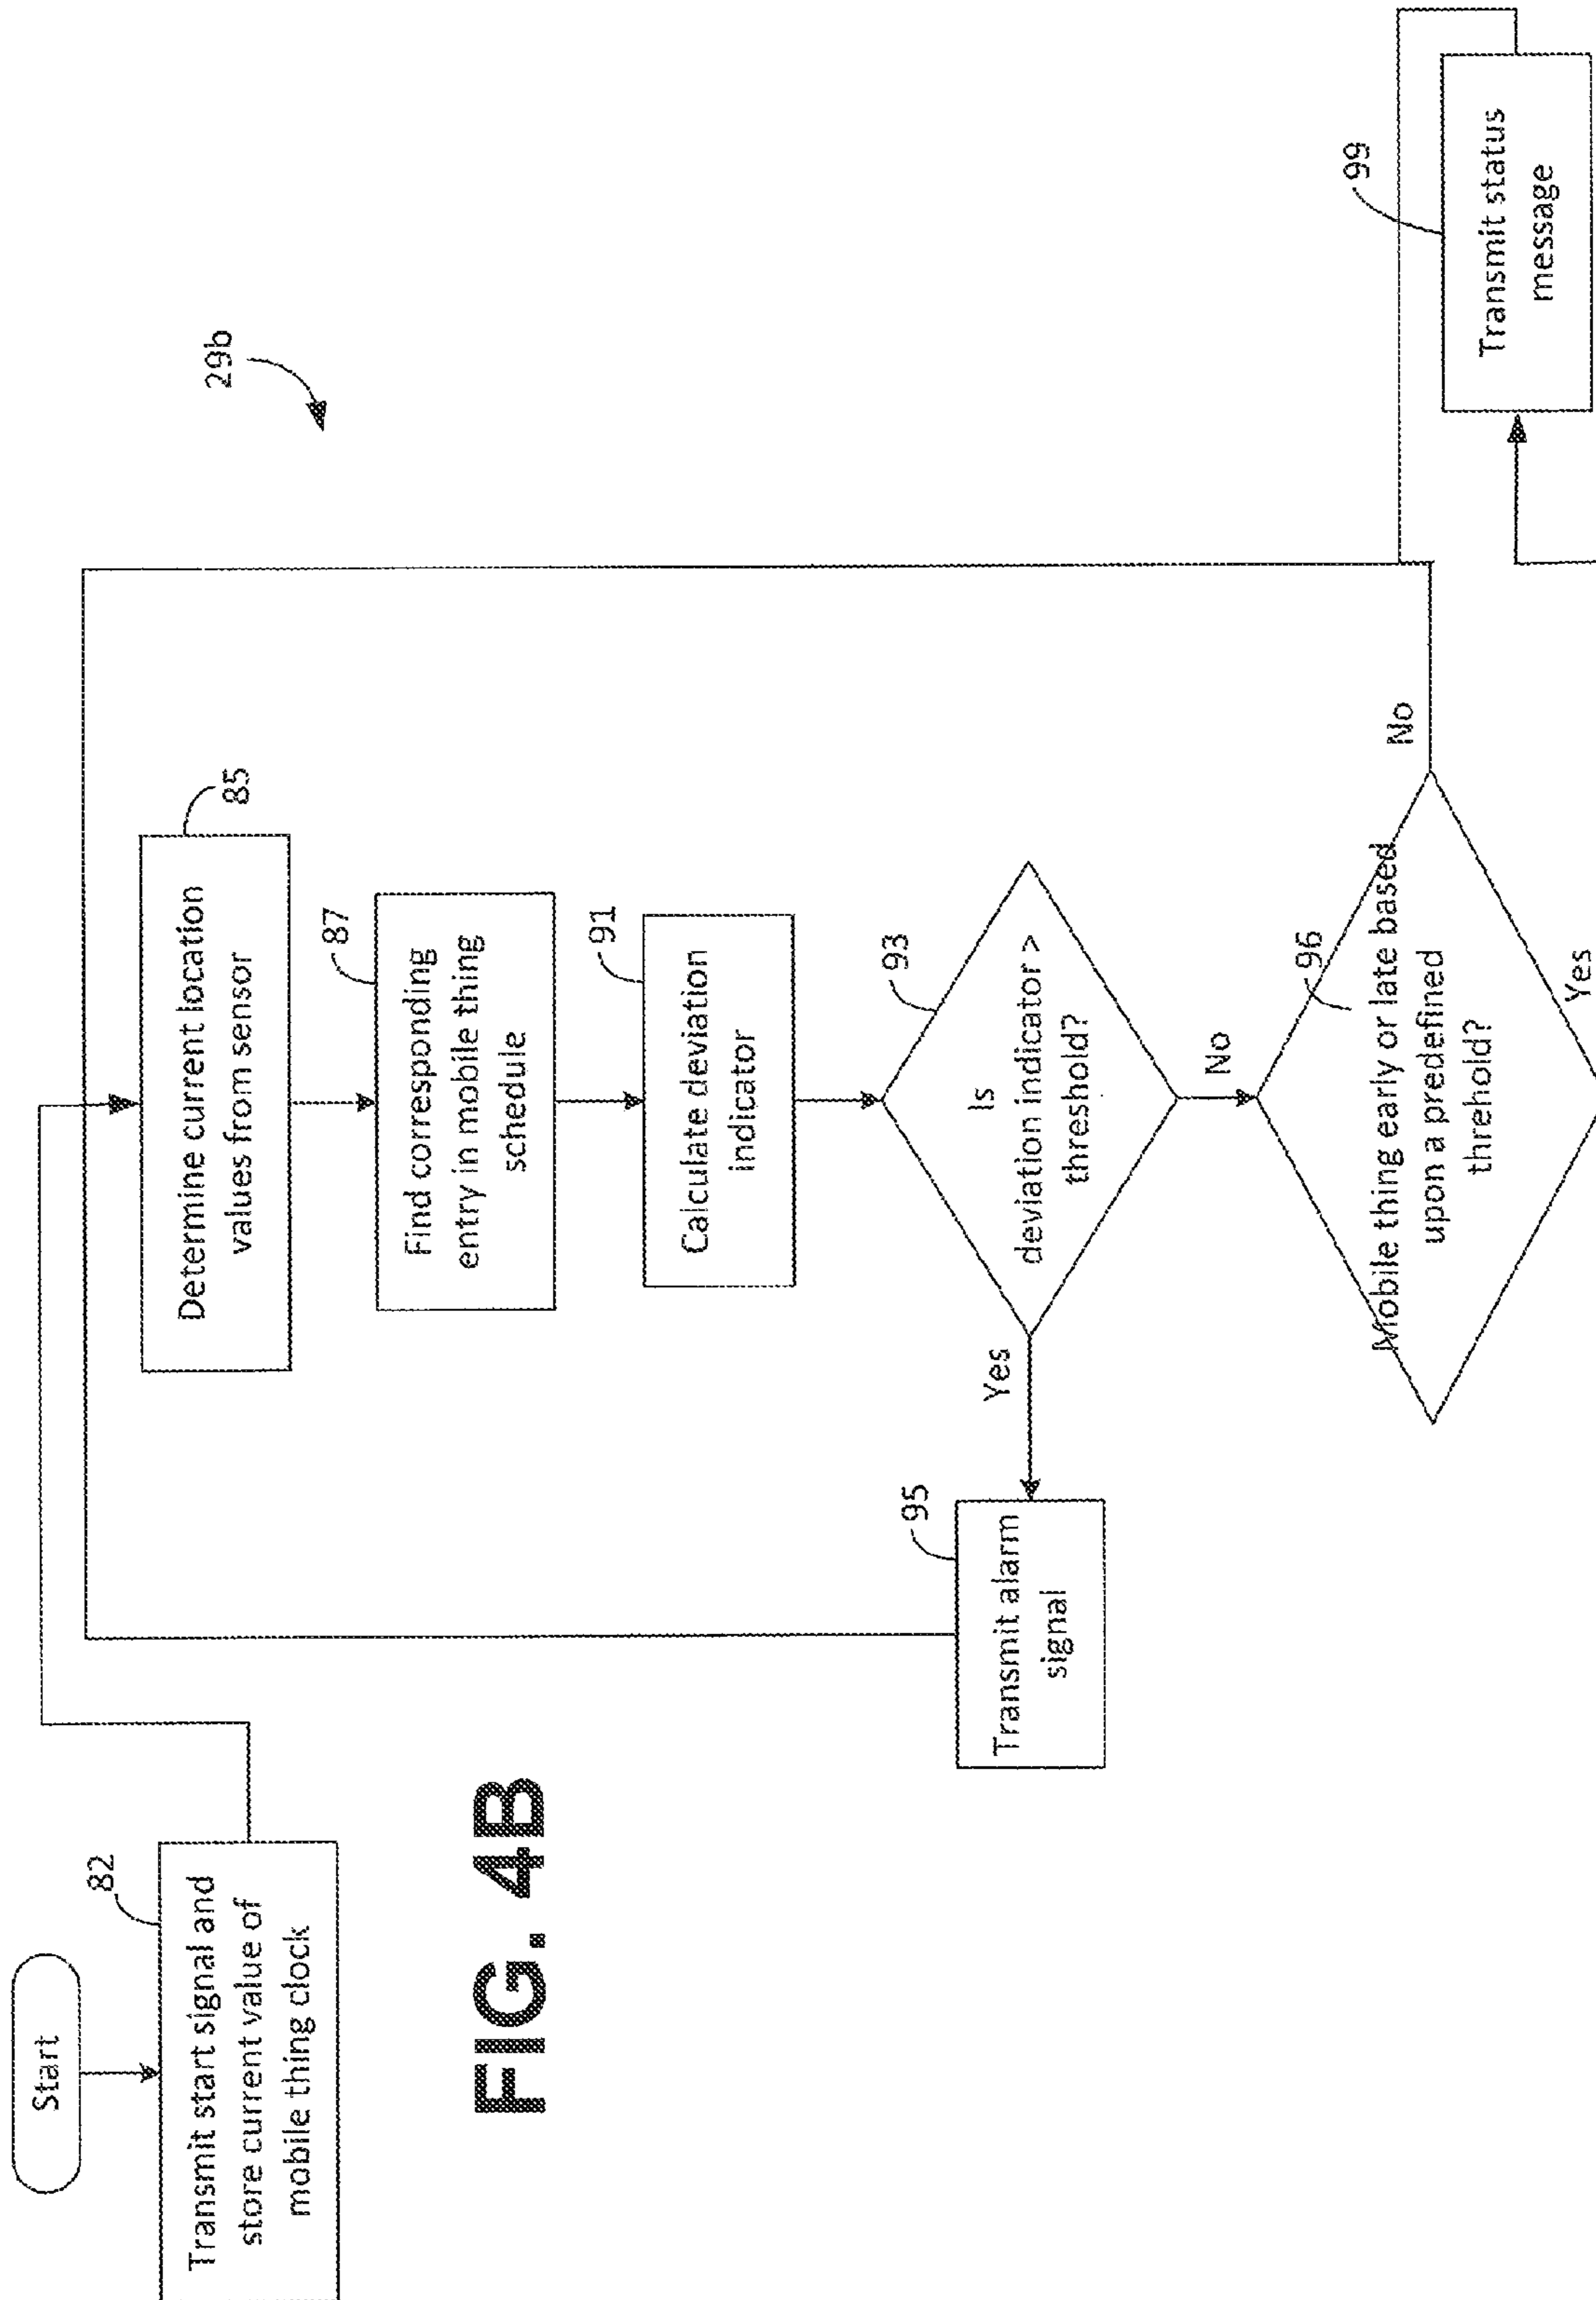 Start
82
Transmit start signal and
store current value of
mobile thing clock
29b
85
Determine current location
values from sensor
87
Find corresponding
entry in mobile thing
schedule
91
Calculate deviation
indicator
93
Is
deviation indicator >
threshold?
Yes
No
95
Transmit alarm
signal
96
Mobile thing early or late based
upon a predefined
threhold?
No
Yes
99
Transmit status
message
FIG. 4B